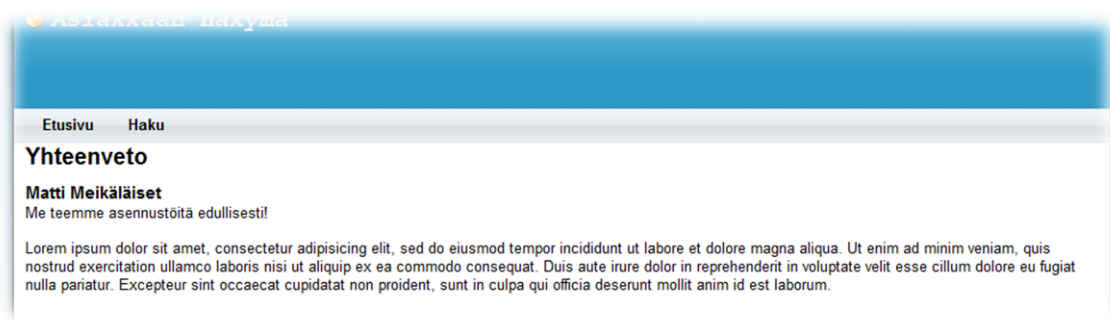 Asiakkaan näkymä
Etusivu Haku
Yhteenveto
Matti Meikäläiset
Me teemme asennustöitä edullisesti!
Lorem ipsum dolor sit amet, consectetur adipisicing elit, sed do eiusmod tempor incididunt ut labore et dolore magna aliqua. Ut enim ad minim veniam, quis
nostrud exercitation ullamco laboris nisi ut aliquip ex ea commodo consequat. Duis aute irure dolor in reprehenderit in voluptate velit esse cillum dolore eu fugiat
nulla pariatur. Excepteur sint occaecat cupidatat non proident, sunt in culpa qui officia deserunt mollit anim id est laborum.